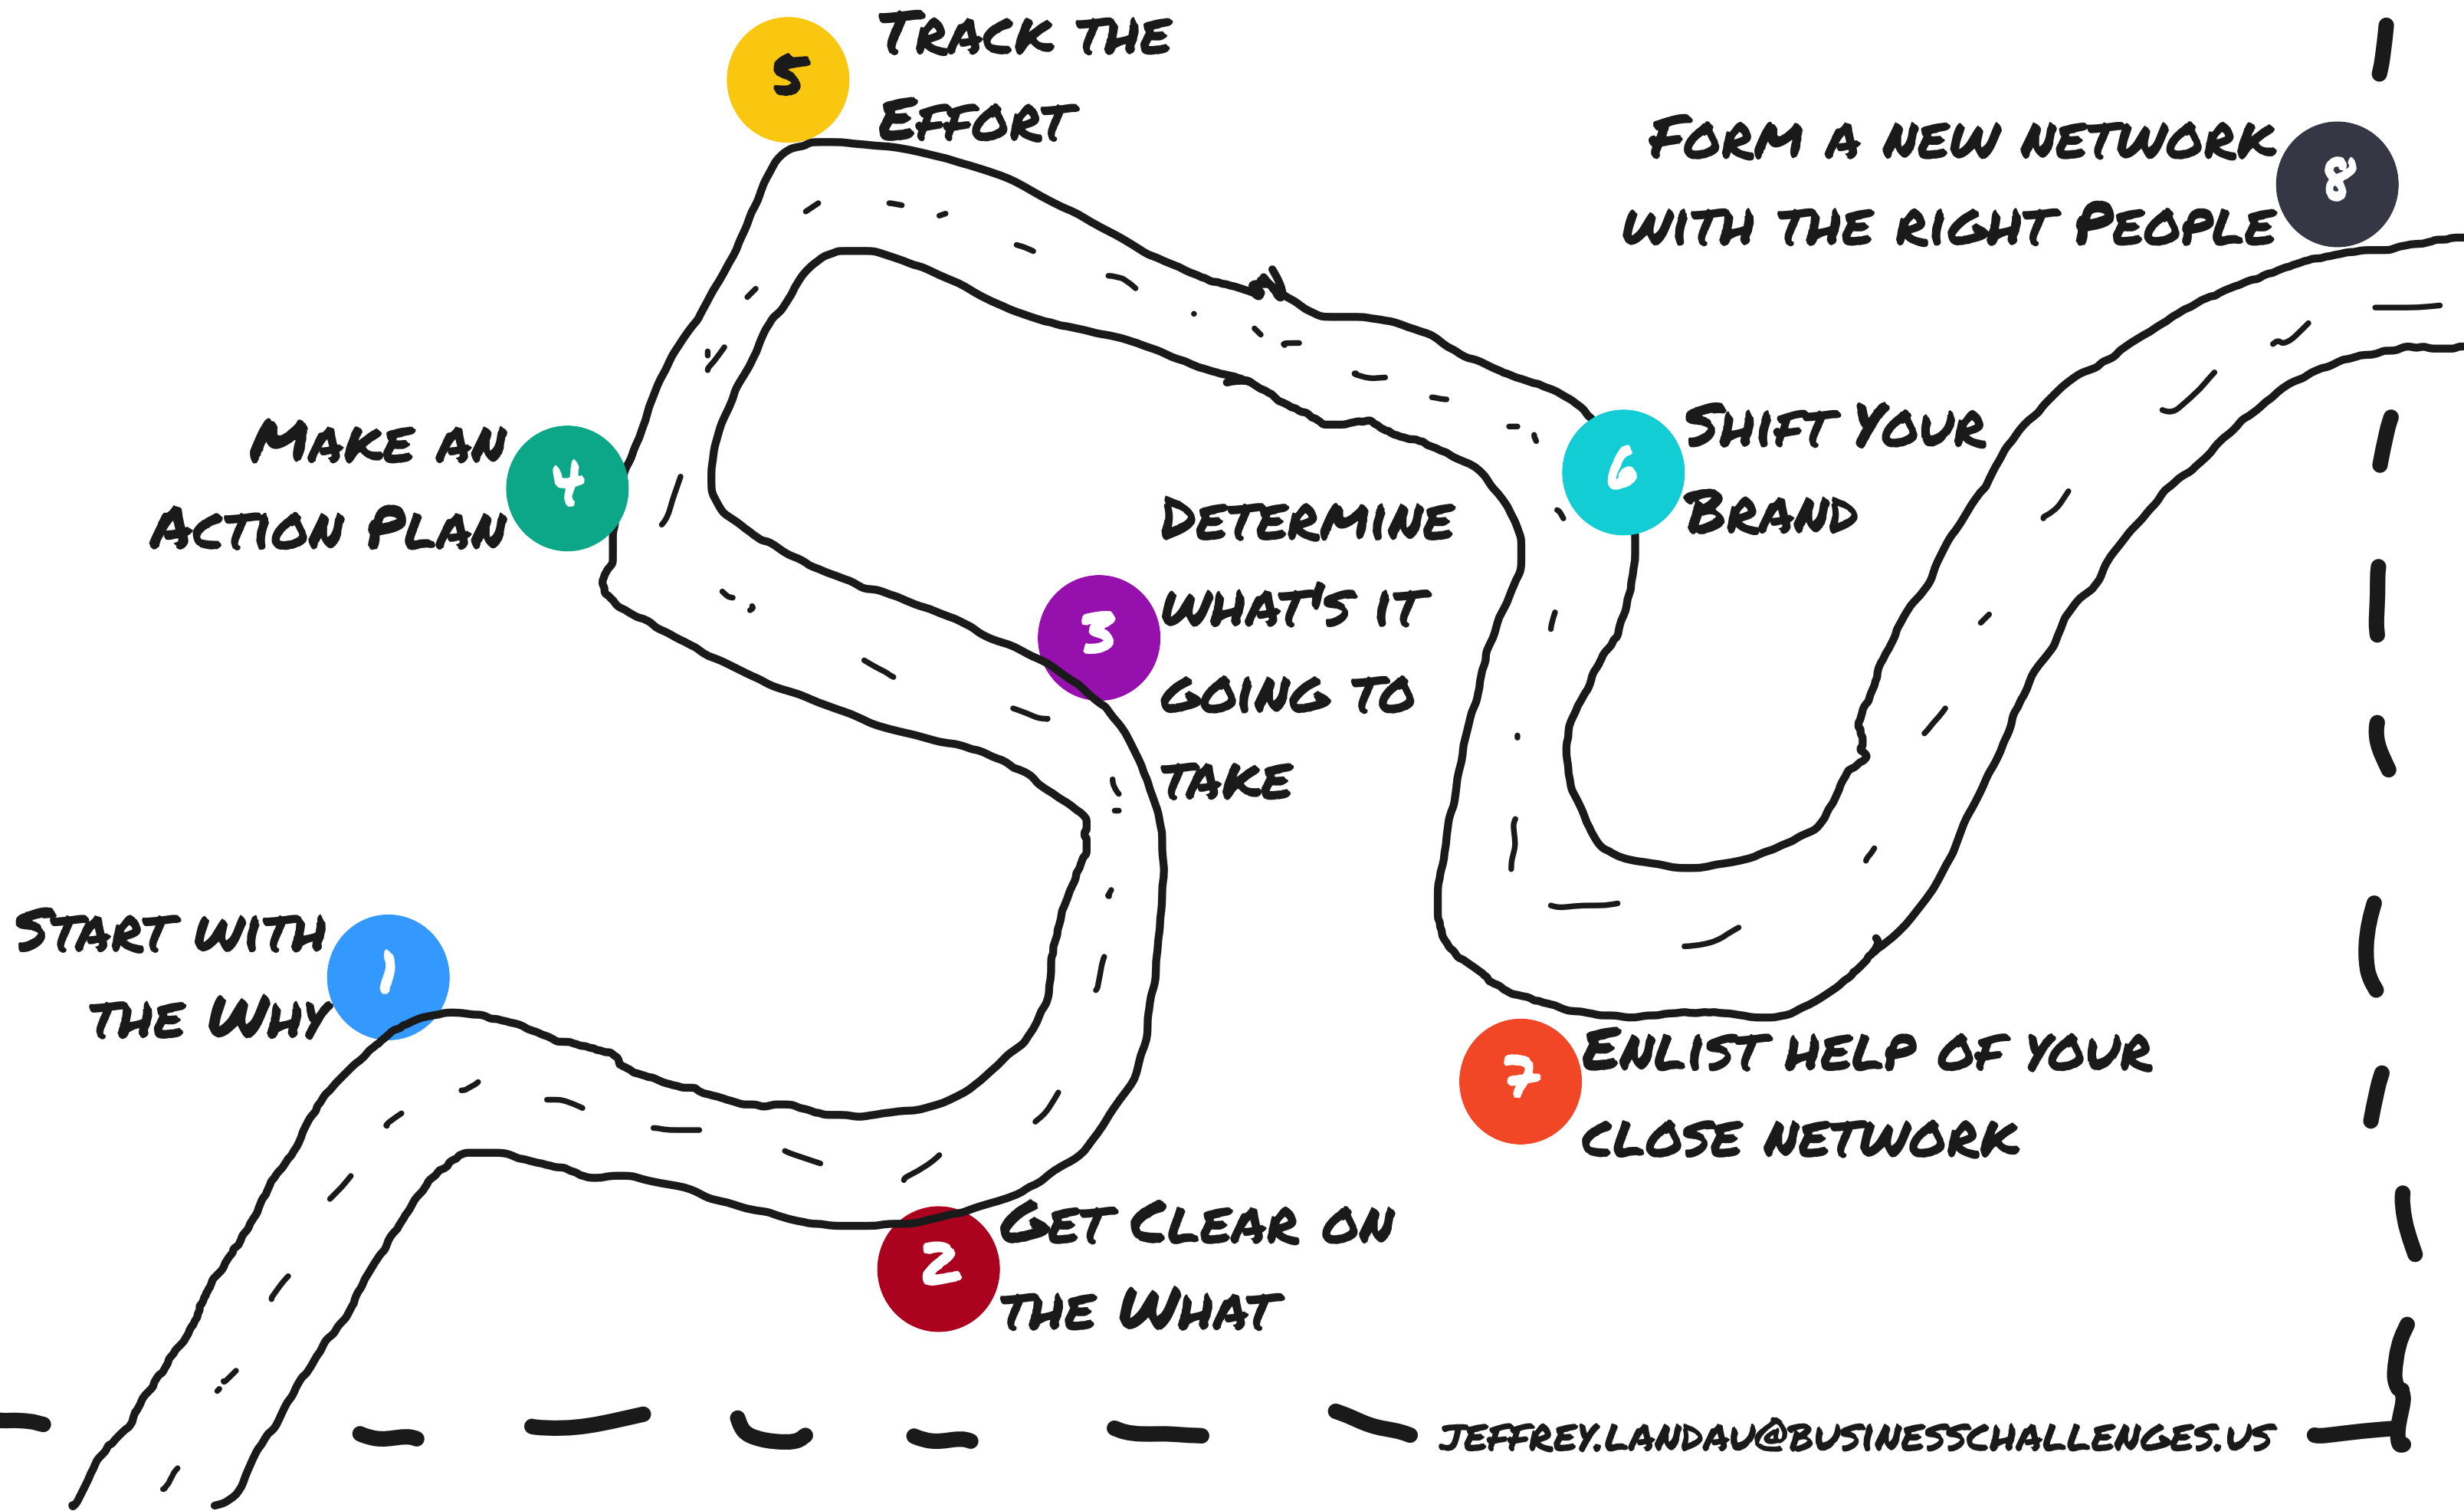 1
Start with
the Why
2
Get Clear on
the What
3
Determine
what's it
going to
take
4
Make an
Action Plan
5
Track the
Effort
6
Shift Your
Brand
7
Enlist help of your
close network
8
Form a new network
with the right People
jeffrey.landau@businesschallenges.us